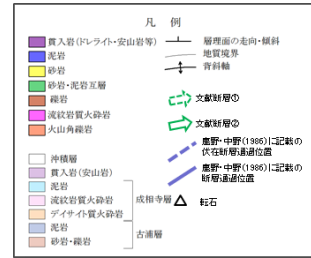 凡 例
貫入岩(ドレライト・安山岩等)
泥岩
砂岩
砂岩・泥岩互層
礫岩
流紋岩質火砕岩
火山角礫岩
沖積層
貫入岩(安山岩)
泥岩
流紋岩質火砕岩
デイサイト質火砕岩
成相寺層
泥岩
砂岩・礫岩
古浦層
層理面の走向・傾斜
地質境界
背斜軸
文献断層①
文献断層②
鹿野・中野(1986)に記載の
伏在断層通過位置
鹿野・中野(1986)に記載の
断層通過位置
転石